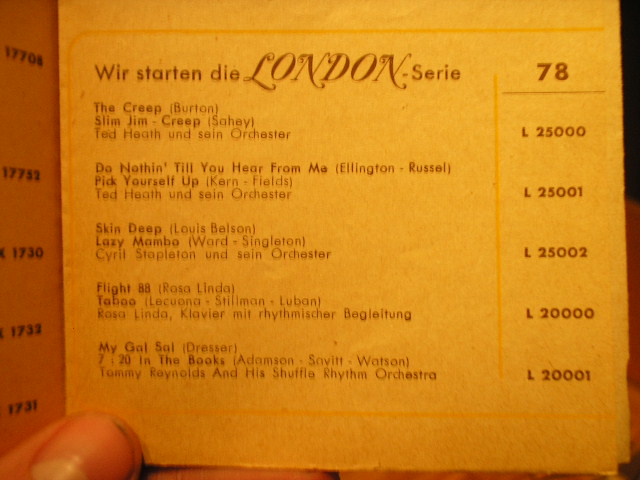 17708
17752
K 1730
K 1732
1731
Wir starten die LONDON-Serie
78
The Creep (Burton)
Slim Jim - Creep (Sahey)
Ted Heath und sein Orchester
L 25000
Do Nothin' Till You Hear From Me (Ellington - Russel)
Pick Yourself Up (Kern - Fields)
Ted Heath und sein Orchester
L 25001
Skin Deep (Louis Belson)
Lazy Mambo (Ward - Singleton)
Cyril Stapleton und sein Orchester
L 25002
Flight 88 (Rosa Linda)
Taboo (Lecuona - Stillman - Luban)
Rosa Linda, Klavier mit rhythmischer Begleitung
L 20000
My Gal Sal (Dresser)
7 : 20 In The Books (Adamson - Savitt - Watson)
Tommy Reynolds And His Shuffle Rhythm Orchestra
L 20001